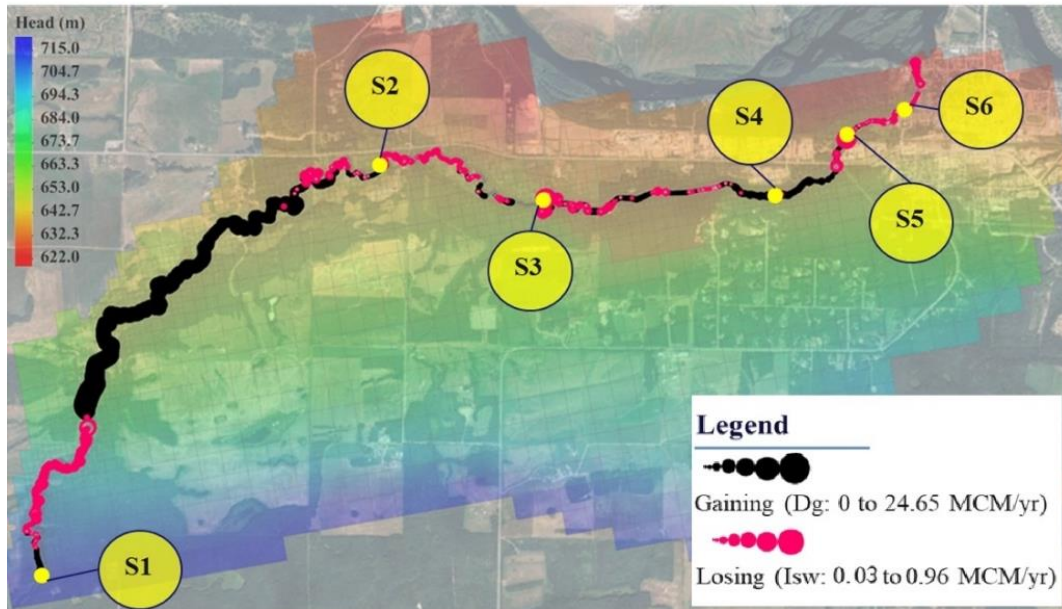 Head (m)
715.0
704.7
694.3
684.0
673.7
663.3
653.0
642.7
632.3
622.0
S2
S4
S6
S3
S5
S1
Legend
Gaining (Dg: 0 to 24.65 MCM/yr)
Losing (Isw: 0.03 to 0.96 MCM/yr)